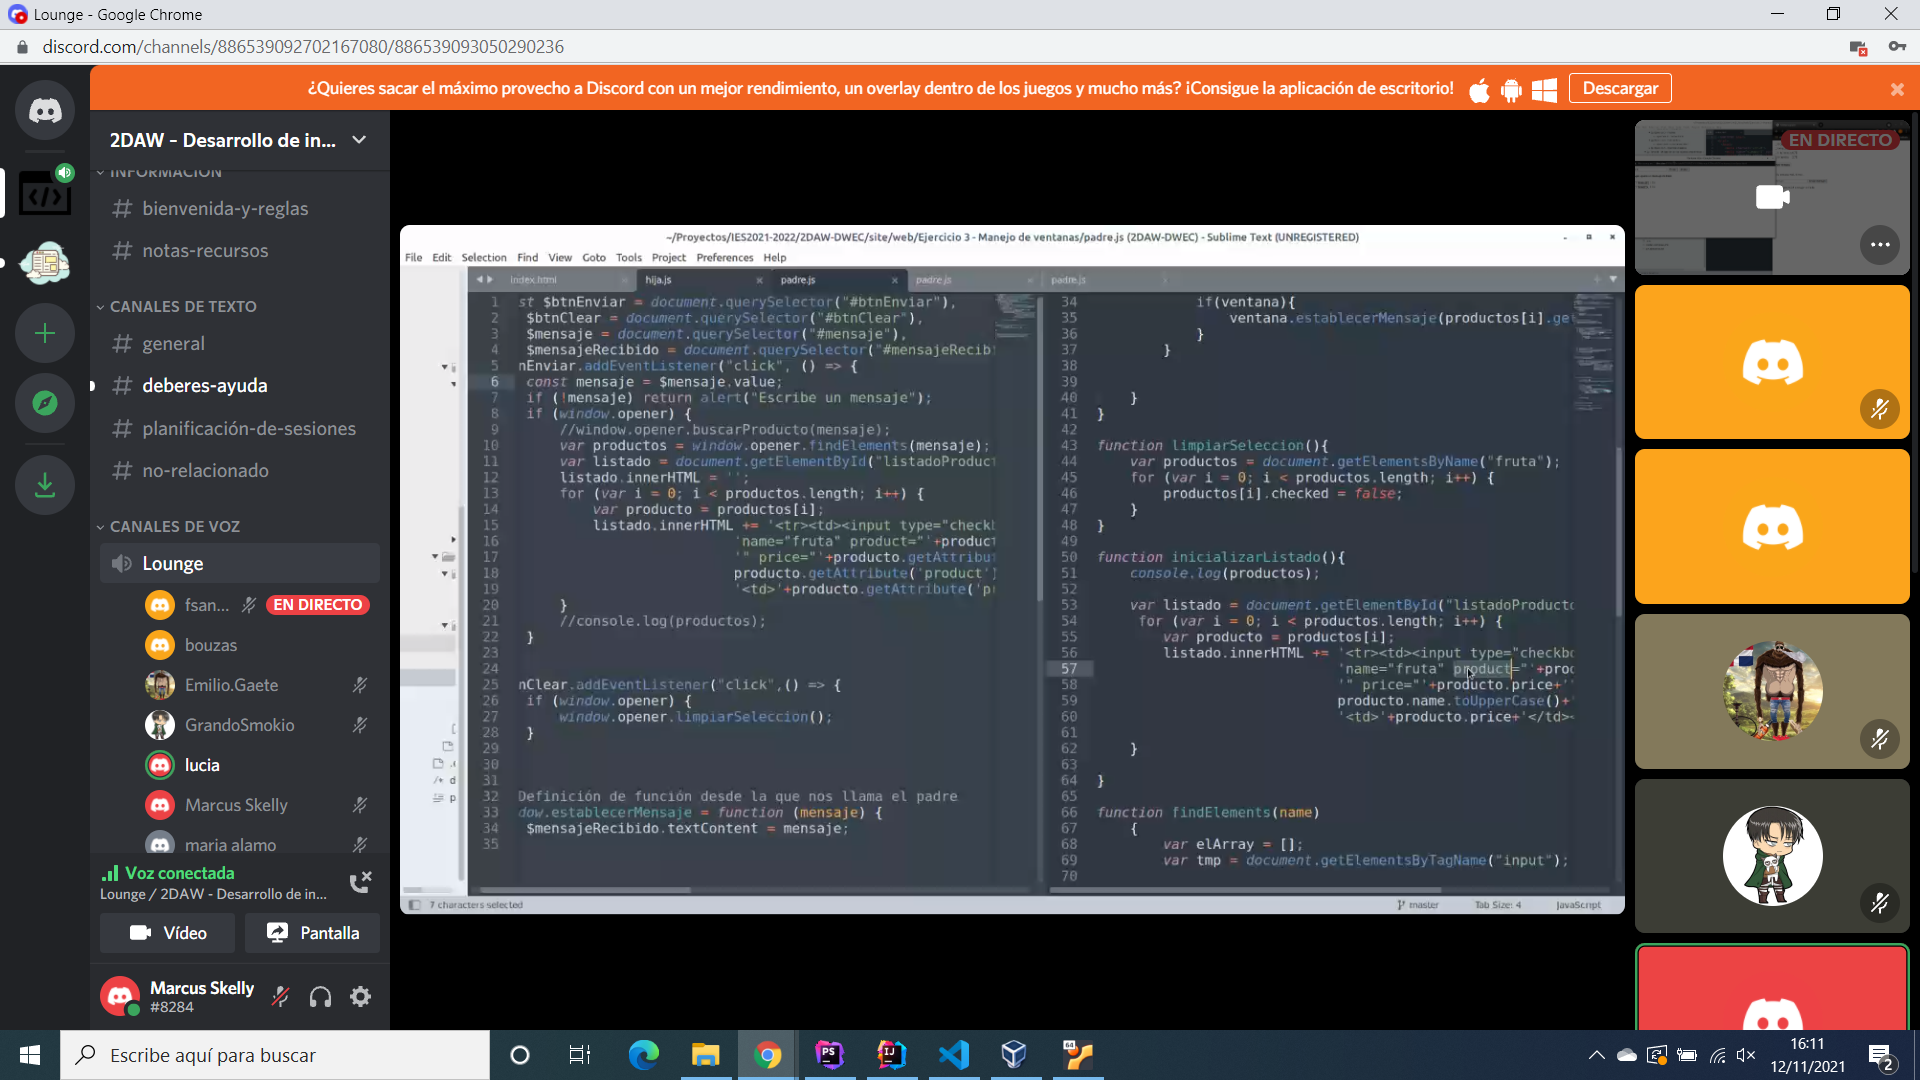 Lounge - Google Chrome
discord.com/channels/886539092702167080/886539093050290236
¿Quieres sacar el máximo provecho a Discord con un mejor rendimiento, un overlay dentro de los juegos y mucho más? ¡Consigue la aplicación de escritorio!
Descargar
2DAW - Desarrollo de in...
INFORMACIÓN
bienvenida-y-reglas
notas-recursos
CANALES DE TEXTO
general
deberes-ayuda
planificación-de-sesiones
no-relacionado
CANALES DE VOZ
Lounge
fsan... EN DIRECTO
bouzas
Emilio.Gaete
GrandoSmokio
lucia
Marcus Skelly
maria alamo
Voz conectada
Lounge / 2DAW - Desarrollo de in...
Vídeo
Pantalla
Marcus Skelly
#8284
~/Proyectos/IES2021-2022/2DAW-DWEC/site/web/Ejercicio 3 - Manejo de ventanas/padre.js (2DAW-DWEC) - Sublime Text (UNREGISTERED)
File Edit Selection Find View Goto Tools Project Preferences Help
index.html hija.js padre.js padre.js padre.js
1 st $btnEnviar = document.querySelector("#btnEnviar"),
2 $btnClear = document.querySelector("#btnClear"),
3 $mensaje = document.querySelector("#mensaje"),
4 $mensajeRecibido = document.querySelector("#mensajeRecib
5 nEnviar.addEventListener("click", () => {
6 const mensaje = $mensaje.value;
7 if (!mensaje) return alert("Escribe un mensaje");
8 if (window.opener) {
9 //window.opener.buscarProducto(mensaje);
10 var productos = window.opener.findElements(mensaje);
11 var listado = document.getElementById("listadoProduct
12 listado.innerHTML = '';
13 for (var i = 0; i < productos.length; i++) {
14 var producto = productos[i];
15 listado.innerHTML += '<tr><td><input type="checkb
16 'name="fruta" product="'+product
17 '" price="'+producto.getAttribu
18 producto.getAttribute('product')
19 '<td>'+producto.getAttribute('p
20 }
21 //console.log(productos);
22 }
23
24
25 nClear.addEventListener("click",() => {
26 if (window.opener) {
27 window.opener.limpiarSeleccion();
28 }
29
30
31
32 Definición de función desde la que nos llama el padre
33 dow.establecerMensaje = function (mensaje) {
34 $mensajeRecibido.textContent = mensaje;
35
34 if(ventana){
35 ventana.establecerMensaje(productos[i].ge
36 }
37 }
38
39
40 }
41 }
42
43 function limpiarSeleccion(){
44 var productos = document.getElementsByName("fruta");
45 for (var i = 0; i < productos.length; i++) {
46 productos[i].checked = false;
47 }
48 }
49
50 function inicializarListado(){
51 console.log(productos);
52
53 var listado = document.getElementById("listadoProducto
54 for (var i = 0; i < productos.length; i++) {
55 var producto = productos[i];
56 listado.innerHTML += '<tr><td><input type="checkbo
57 'name="fruta" product="'+prod
58 '" price="'+producto.price+'
59 producto.name.toUpperCase()+'
60 '<td>'+producto.price+'</td><
61
62 }
63
64 }
65
66 function findElements(name)
67 {
68 var elArray = [];
69 var tmp = document.getElementsByTagName("input");
70
7 characters selected
master
Tab Size: 4
JavaScript
EN DIRECTO
Escribe aquí para buscar
16:11
12/11/2021
2